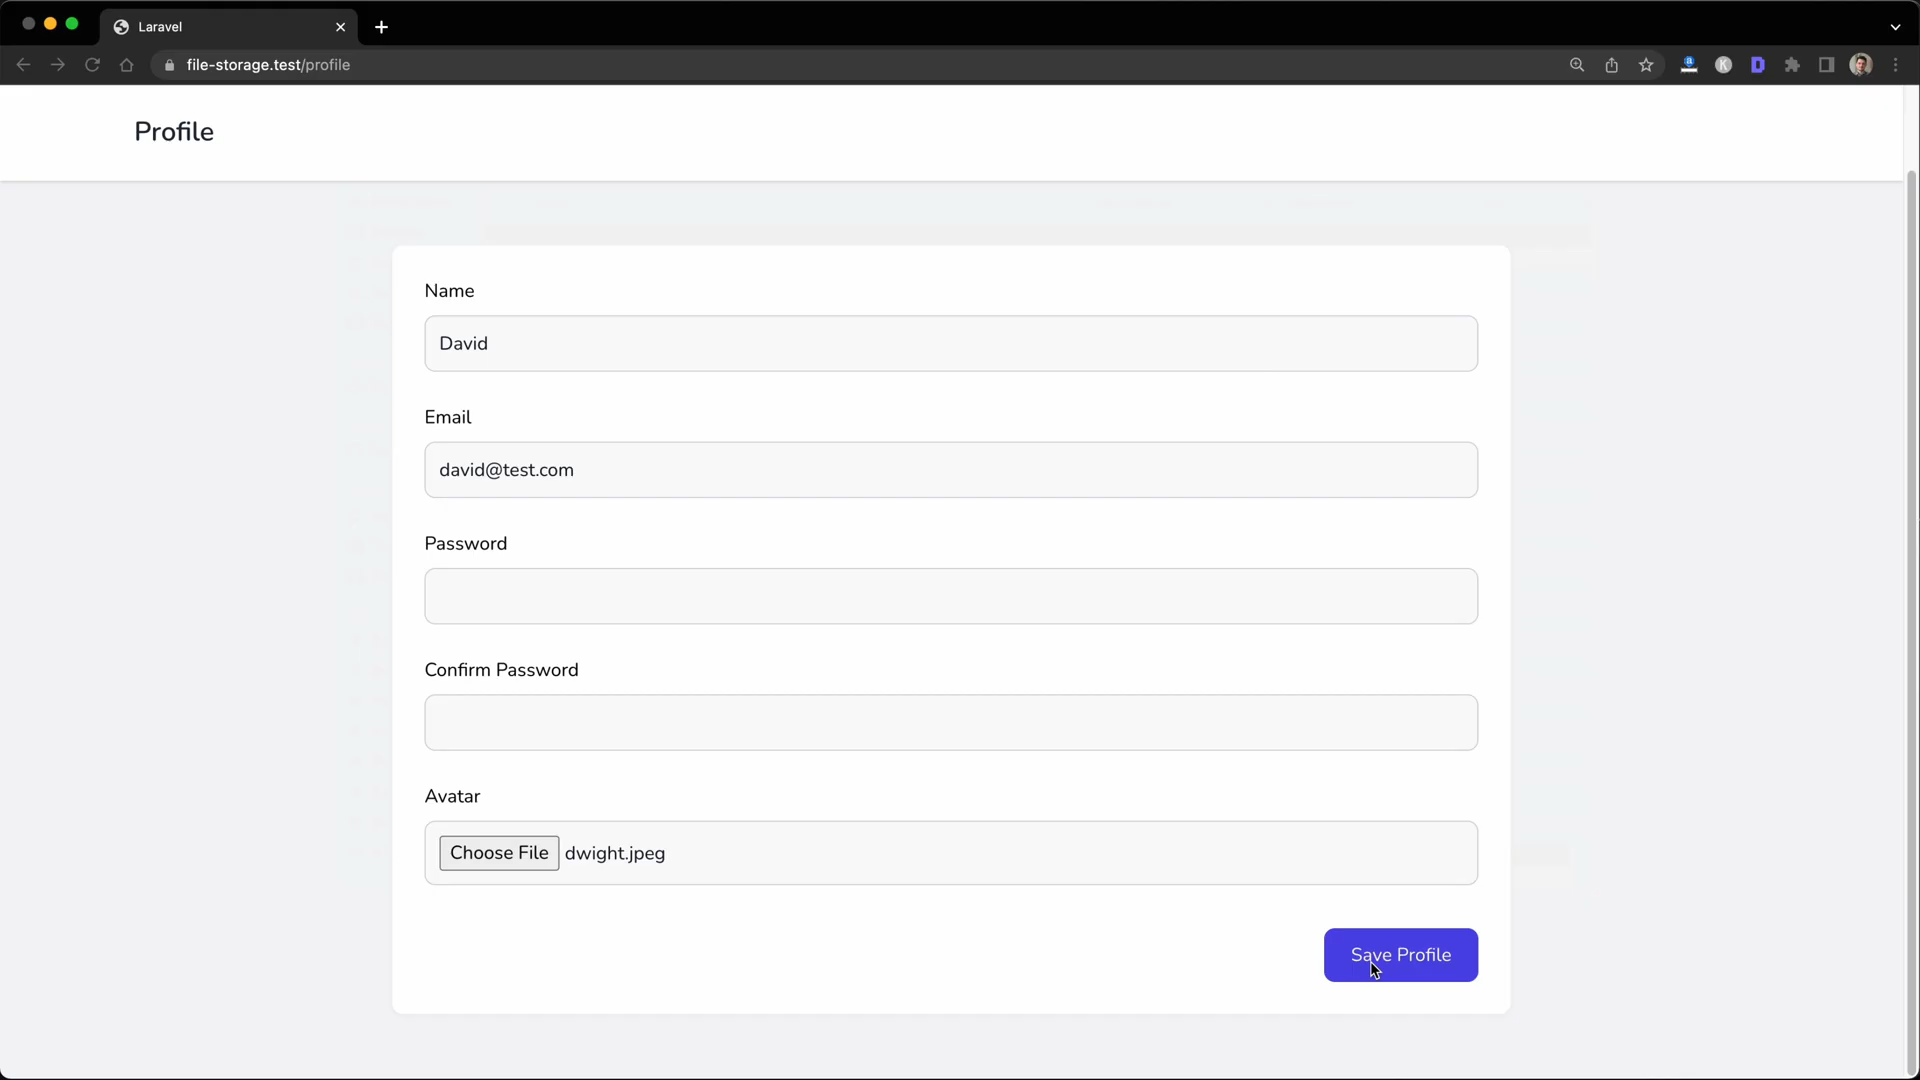 Laravel
file-storage.test/profile
Profile
Name
David
Email
david@test.com
Password
Confirm Password
Avatar
Choose File dwight.jpeg
Save Profile